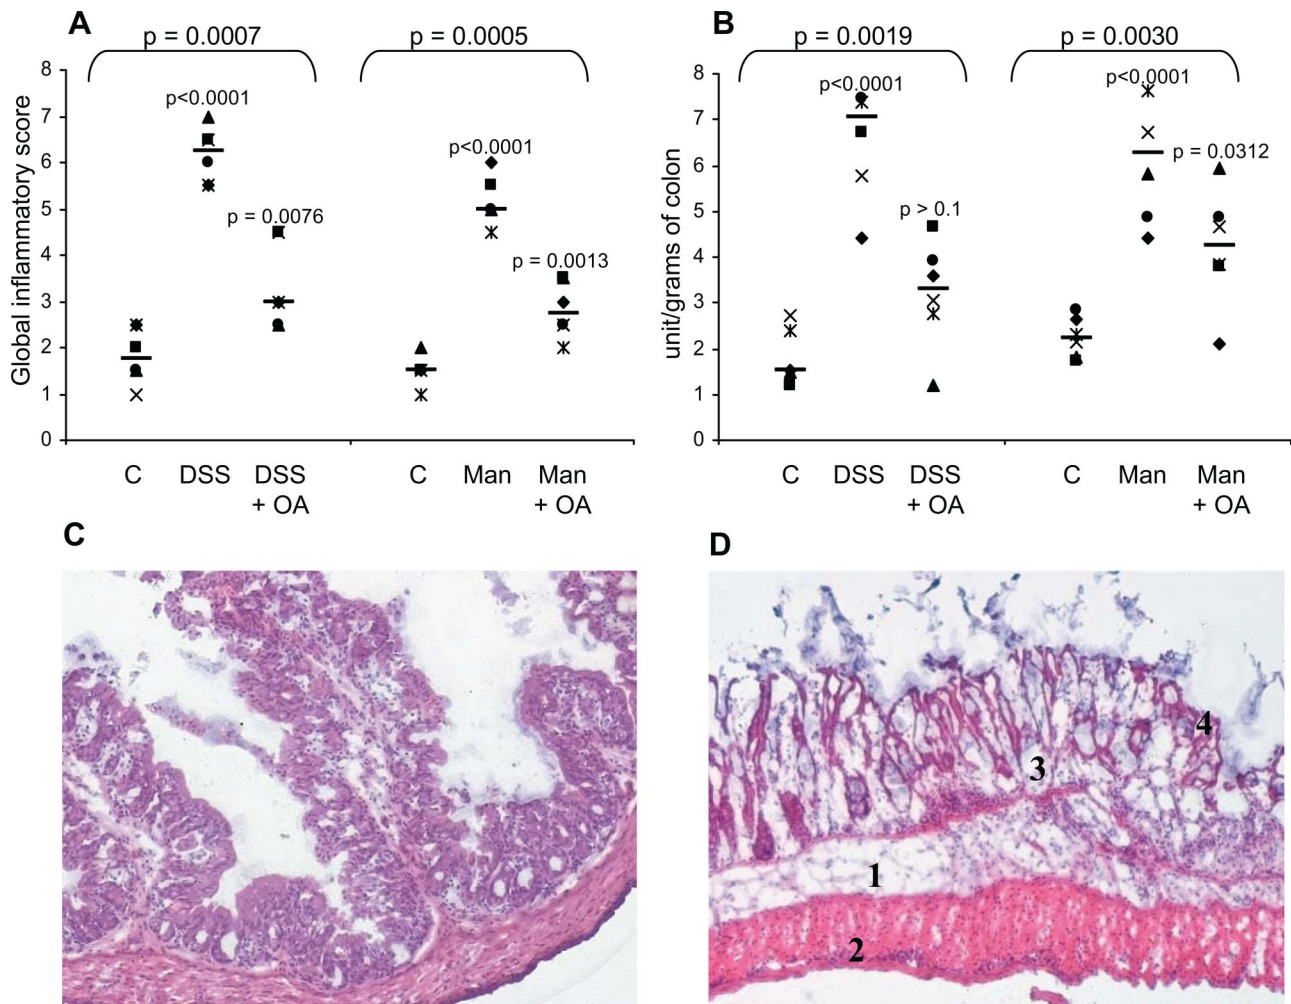 A
p = 0.0007
p = 0.0005
8
7
6
5
4
3
2
1
0
Global inflammatory score
p<0.0001
p = 0.0076
p<0.0001
p = 0.0013
C
DSS
DSS
+ OA
C
Man
Man
+ OA
B
p = 0.0019
p = 0.0030
8
7
6
5
4
3
2
1
0
unit/grams of colon
p<0.0001
p > 0.1
p<0.0001
p = 0.0312
C
DSS
DSS
+ OA
C
Man
Man
+ OA
C
D
4
3
1
2